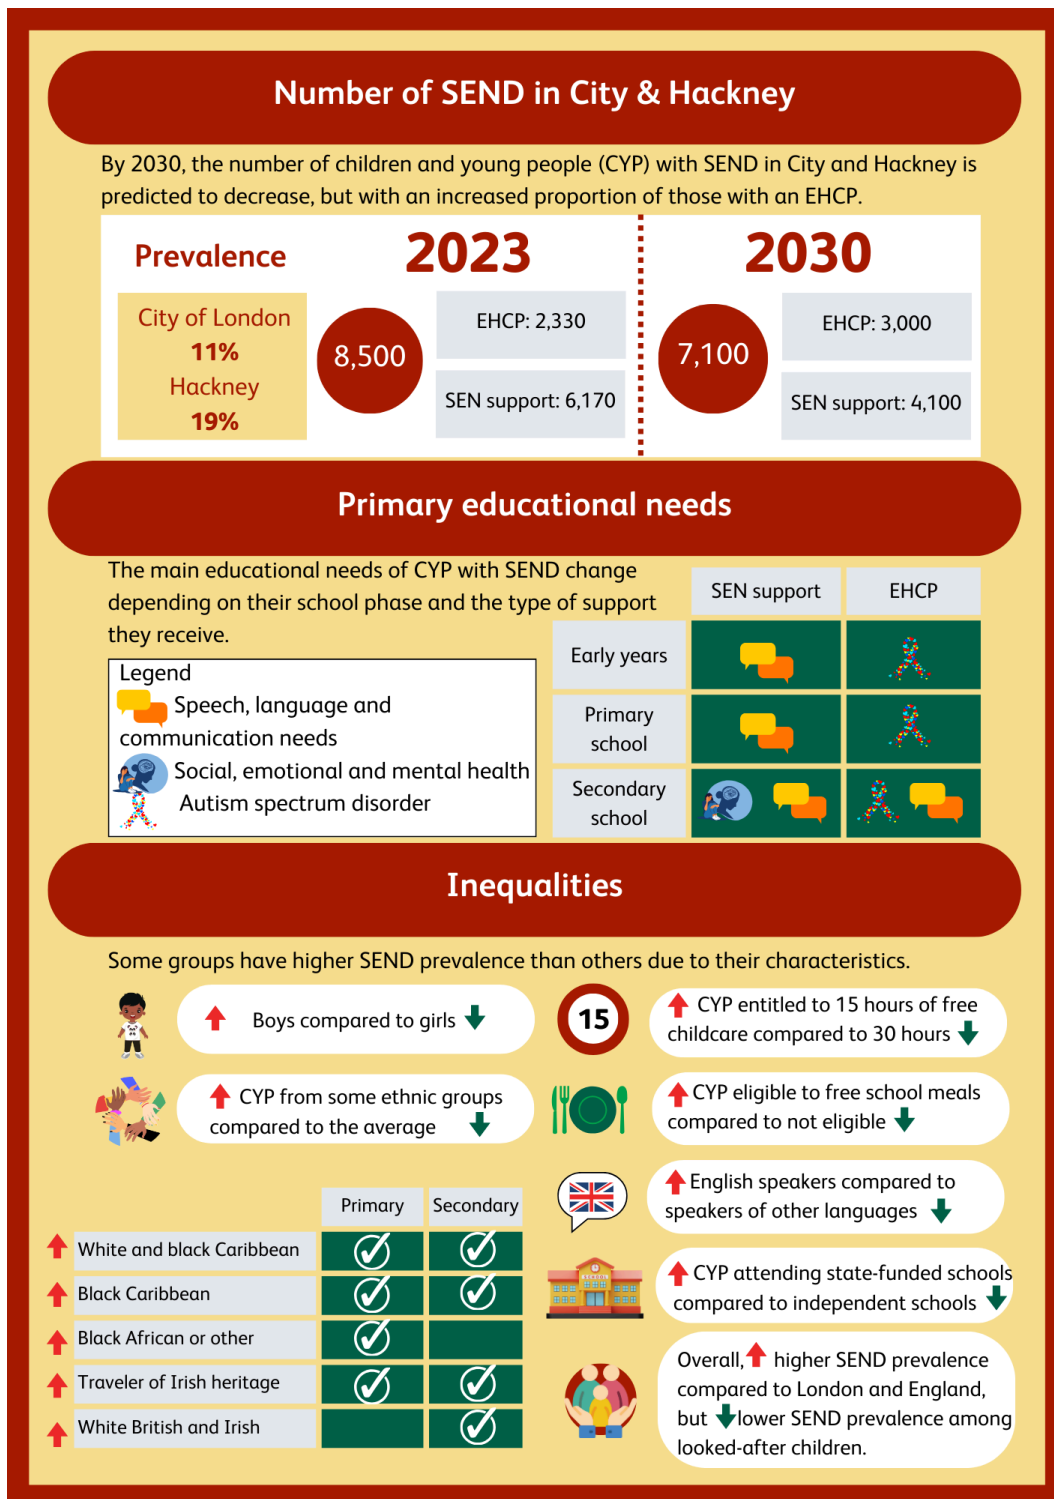 Number of SEND in City & Hackney
By 2030, the number of children and young people (CYP) with SEND in City and Hackney is
predicted to decrease, but with an increased proportion of those with an EHCP.
Prevalence
City of London
11%
Hackney
19%
2023
8,500
EHCP: 2,330
SEN support: 6,170
2030
7,100
EHCP: 3,000
SEN support: 4,100
Primary educational needs
The main educational needs of CYP with SEND change
depending on their school phase and the type of support
they receive.
Legend
Speech, language and
communication needs
Social, emotional and mental health
Autism spectrum disorder
SEN support
EHCP
Early years
Primary
school
Secondary
school
Inequalities
Some groups have higher SEND prevalence than others due to their characteristics.
Boys compared to girls
CYP from some ethnic groups
compared to the average
Primary
Secondary
White and black Caribbean
Black Caribbean
Black African or other
Traveler of Irish heritage
White British and Irish
15
CYP entitled to 15 hours of free
childcare compared to 30 hours
CYP eligible to free school meals
compared to not eligible
English speakers compared to
speakers of other languages
SCHOOL
CYP attending state-funded schools
compared to independent schools
Overall, higher SEND prevalence
compared to London and England,
but lower SEND prevalence among
looked-after children.